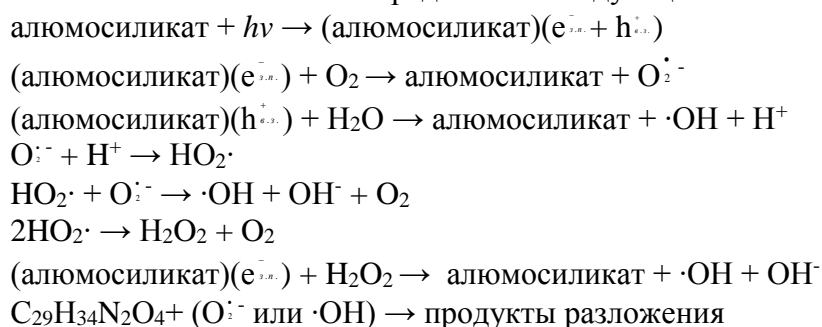 алюмосиликат + hν → (алюмосиликат)(e⁻з.п. + h⁺в.з.)
(алюмосиликат)(e⁻з.п.) + O₂ → алюмосиликат + O₂•⁻
(алюмосиликат)(h⁺в.з.) + H₂O → алюмосиликат + ·OH + H⁺
O₂•⁻ + H⁺ → HO₂·
HO₂· + O₂•⁻ → ·OH + OH⁻ + O₂
2HO₂· → H₂O₂ + O₂
(алюмосиликат)(e⁻з.п.) + H₂O₂ → алюмосиликат + ·OH + OH⁻
C₂₉H₃₄N₂O₄+ (O₂•⁻ или ·OH) → продукты разложения